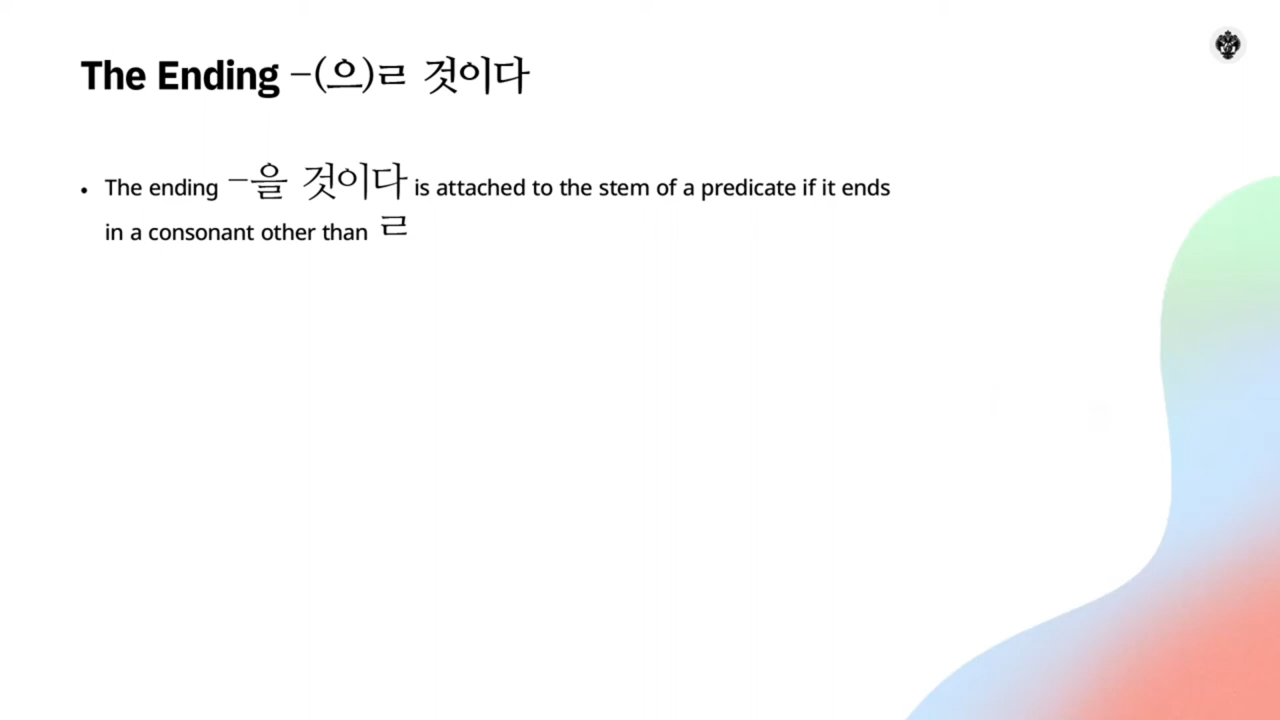 The Ending –(으)ㄹ 것이다
• The ending –을 것이다 is attached to the stem of a predicate if it ends
in a consonant other than ㄹ